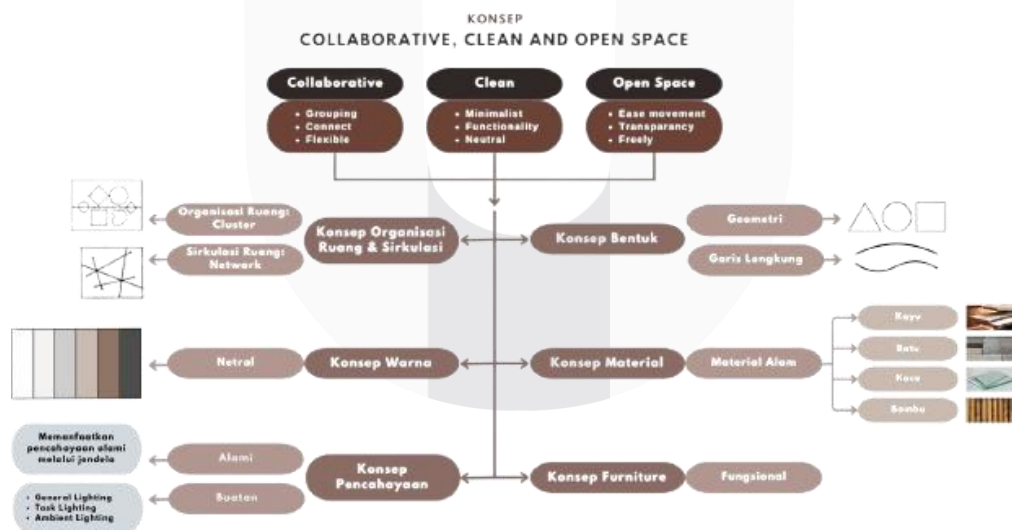 KONSEP
COLLABORATIVE, CLEAN AND OPEN SPACE
Collaborative
• Grouping
• Connect
• Flexible
Clean
• Minimalist
• Functionality
• Neutral
Open Space
• Ease movement
• Transparancy
• Freely
Organisasi Ruang:
Cluster
Sirkulasi Ruang:
Network
Konsep Organisasi
Ruang & Sirkulasi
Konsep Bentuk
Geometri
Garis Lengkung
Netral
Konsep Warna
Konsep Material
Material Alam
Kayu
Batu
Kaca
Bambu
Memanfaatkan
pencahayaan alami
melalui jendela
• General Lighting
• Task Lighting
• Ambient Lighting
Alami
Buatan
Konsep
Pencahayaan
Konsep Furniture
Fungsional